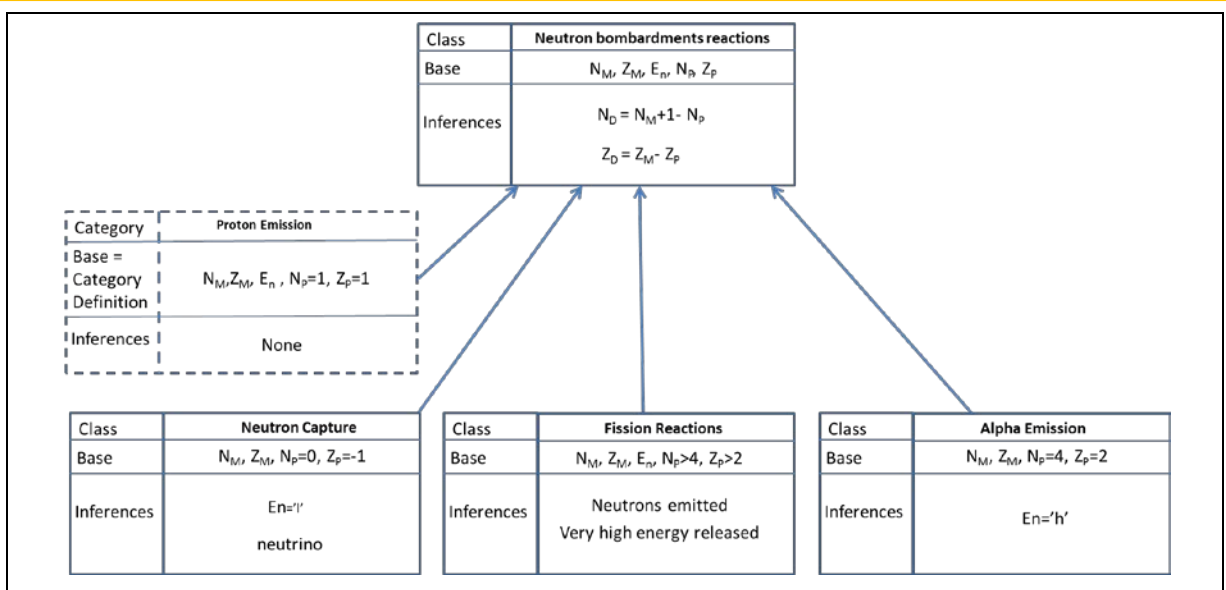 Class Neutron bombardments reactions
Base N_M, Z_M, E_n, N_P, Z_P
Inferences
N_D = N_M+1- N_P
Z_D = Z_M- Z_P
Category Proton Emission
Base =
Category
Definition
N_M,Z_M, E_n , N_P=1, Z_P=1
Inferences None
Class Neutron Capture
Base N_M, Z_M, N_P=0, Z_P=-1
Inferences
En='l'
neutrino
Class Fission Reactions
Base N_M, Z_M, E_n, N_P>4, Z_P>2
Inferences
Neutrons emitted
Very high energy released
Class Alpha Emission
Base N_M, Z_M, N_P=4, Z_P=2
Inferences En='h'